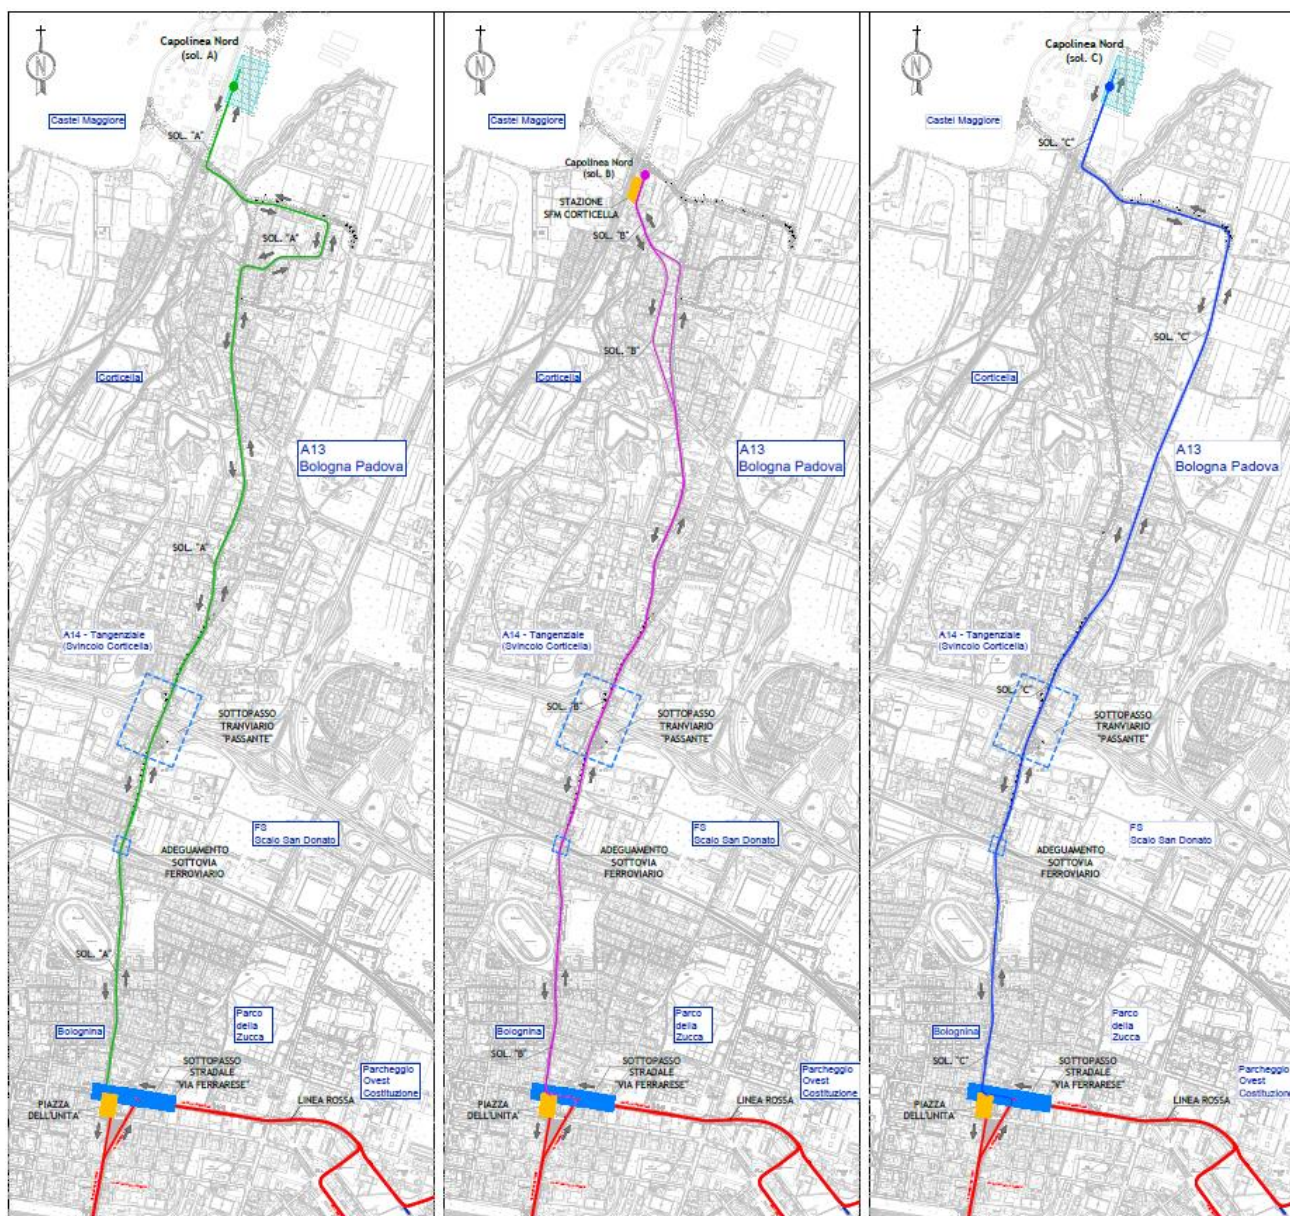 Capolinea Nord
(sol. A)
N
Castel Maggiore
SOL. "A"
SOL. "A"
Corticella
A13
Bologna Padova
SOL. "A"
A14 - Tangenziale
(Svincolo Corticella)
SOTTOPASSO
TRANVIARIO
"PASSANTE"
FS
Scalo San Donato
ADEGUAMENTO
SOTTOVIA
FERROVIARIO
SOL. "A"
Bolognina
Parco
della
Zucca
SOTTOPASSO
STRADALE
"VIA FERRARESE"
Parcheggio
Ovest
Costituzione
PIAZZA
DELL'UNITA'
LINEA ROSSA
N
Castel Maggiore
Capolinea Nord
(sol. B)
STAZIONE
SFM CORTICELLA
SOL. "B"
SOL. "B"
Corticella
A13
Bologna Padova
A14 - Tangenziale
(Svincolo Corticella)
SOL. "B"
SOTTOPASSO
TRANVIARIO
"PASSANTE"
FS
Scalo San Donato
ADEGUAMENTO
SOTTOVIA
FERROVIARIO
Parco
della
Zucca
Bolognina
SOL. "B"
SOTTOPASSO
STRADALE
"VIA FERRARESE"
Parcheggio
Ovest
Costituzione
PIAZZA
DELL'UNITA'
LINEA ROSSA
Capolinea Nord
(sol. C)
N
Castel Maggiore
SOL. "C"
SOL. "C"
Corticella
A13
Bologna Padova
A14 - Tangenziale
(Svincolo Corticella)
SOL. "C"
SOTTOPASSO
TRANVIARIO
"PASSANTE"
FS
Scalo San Donato
ADEGUAMENTO
SOTTOVIA
FERROVIARIO
Parco
della
Zucca
Bolognina
SOL. "C"
SOTTOPASSO
STRADALE
"VIA FERRARESE"
Parcheggio
Ovest
Costituzione
PIAZZA
DELL'UNITA'
LINEA ROSSA